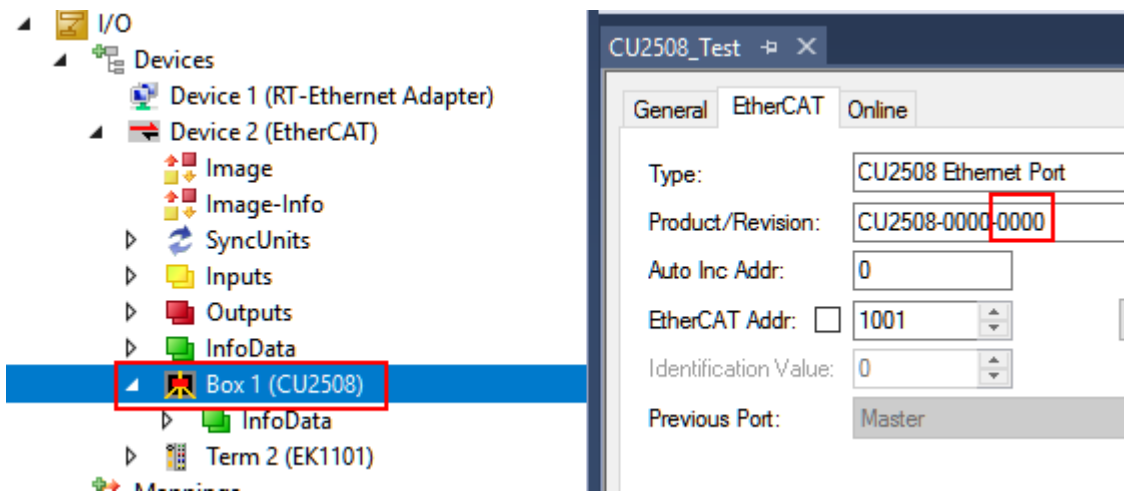 I/O
Devices
Device 1 (RT-Ethernet Adapter)
Device 2 (EtherCAT)
Image
Image-Info
SyncUnits
Inputs
Outputs
InfoData
Box 1 (CU2508)
InfoData
Term 2 (EK1101)
Mappings
CU2508_Test
General EtherCAT Online
Type: CU2508 Ethernet Port
Product/Revision: CU2508-0000-0000
Auto Inc Addr: 0
EtherCAT Addr: 1001
Identification Value: 0
Previous Port: Master